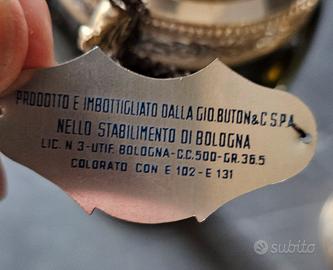 PRODOTTO E IMBOTTIGLIATO DALLA GIO.BUTON&C.S.P.A.
NELLO STABILIMENTO DI BOLOGNA
LIC. N 3-UTIF. BOLOGNA-C.C.500-GR.36.5
COLORATO CON E 102-E 131
subito